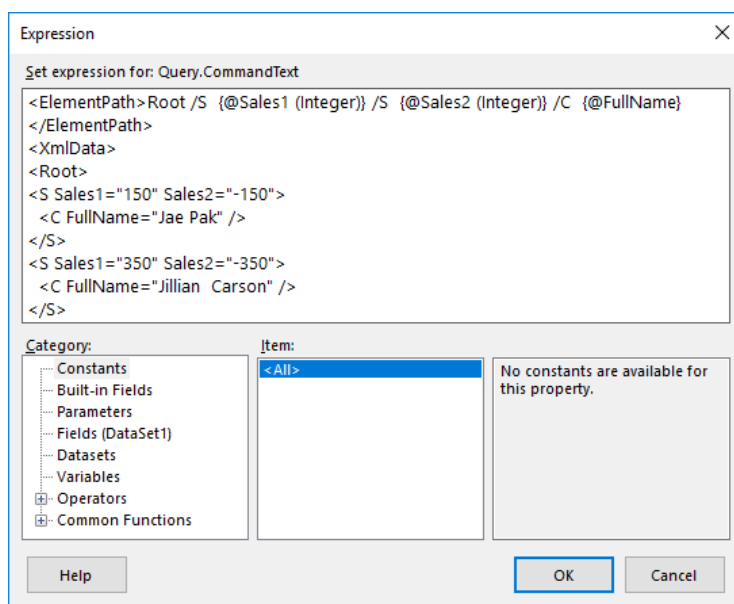 Expression
Set expression for: Query.CommandText
<ElementPath>Root /S  {@Sales1 (Integer)} /S  {@Sales2 (Integer)} /C  {@FullName}
</ElementPath>
<XmlData>
<Root>
<S Sales1="150" Sales2="-150">
  <C FullName="Jae Pak" />
</S>
<S Sales1="350" Sales2="-350">
  <C FullName="Jillian  Carson" />
</S>
Category:
Constants
Built-in Fields
Parameters
Fields (DataSet1)
Datasets
Variables
Operators
Common Functions
Item:
<All>
No constants are available for
this property.
Help
OK
Cancel